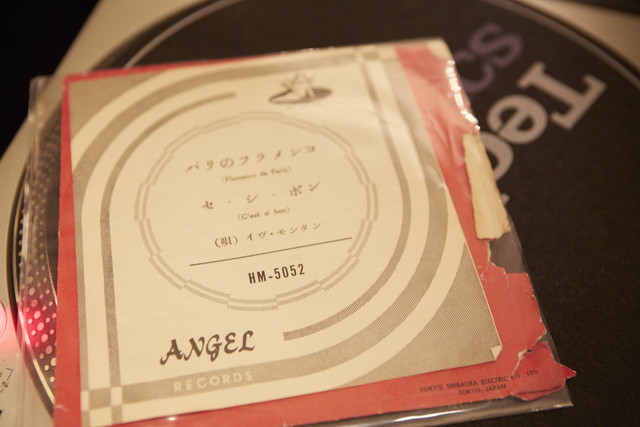 パリのフラメンコ
(Flamenco de Paris)
セ・シ・ボン
(C'est si bon)
(唄) イヴ・モンタン
HM-5052
ANGEL
RECORDS
TOKYO SHIBAURA ELECTRIC CO., LTD
TOKYO, JAPAN